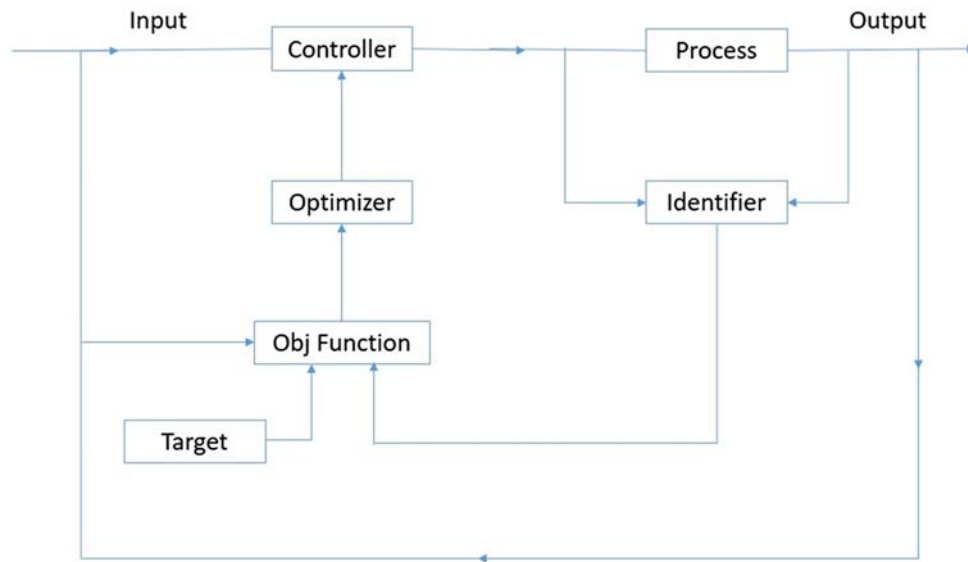 Input
Output
Controller
Process
Optimizer
Identifier
Obj Function
Target